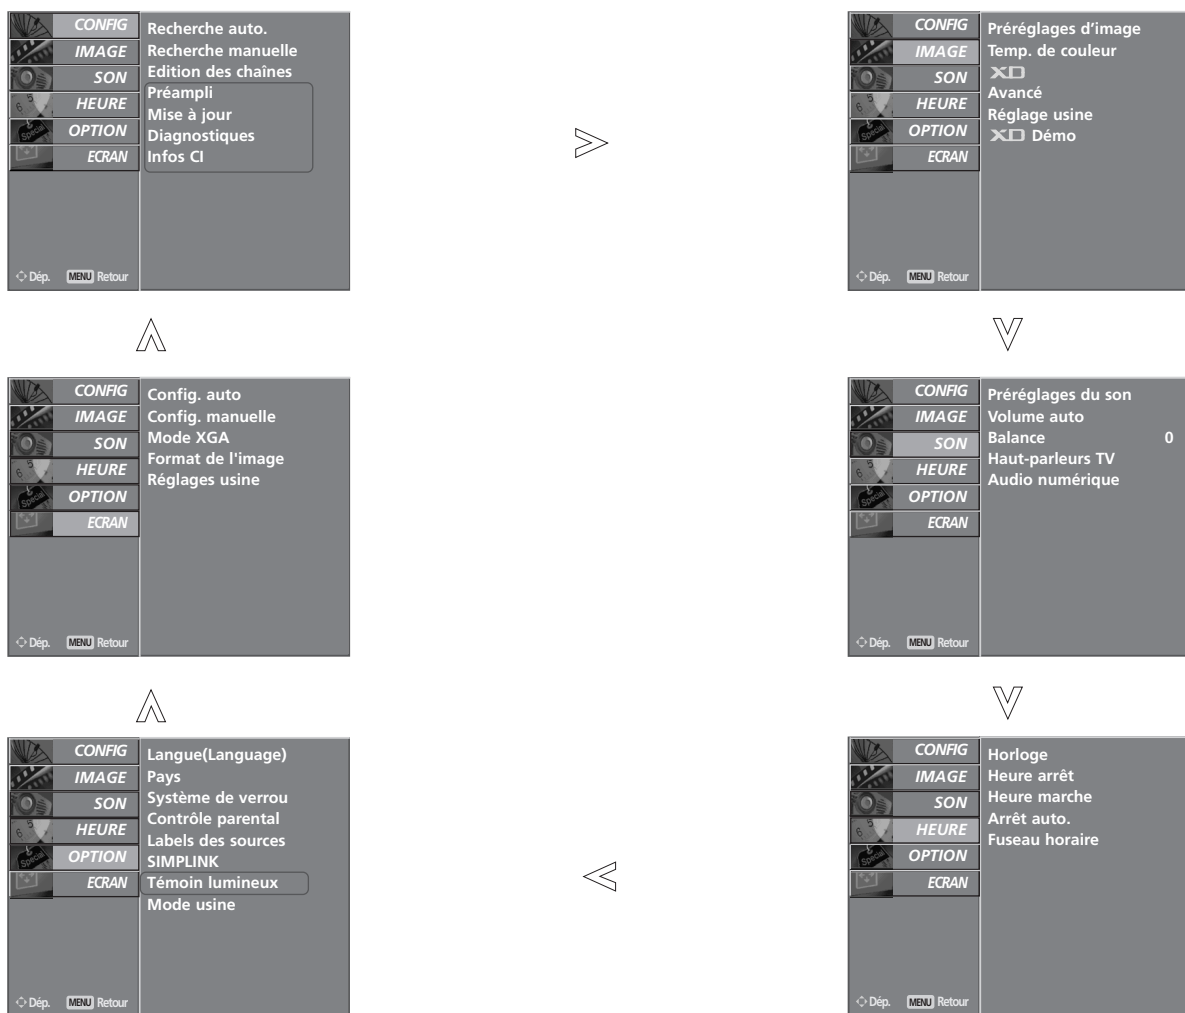 CONFIG
IMAGE
SON
HEURE
OPTION
ECRAN
Recherche auto.
Recherche manuelle
Edition des chaînes
Préampli
Mise à jour
Diagnostiques
Infos CI
Dép. MENU Retour
CONFIG
IMAGE
SON
HEURE
OPTION
ECRAN
Préréglages d’image
Temp. de couleur
XD
Avancé
Réglage usine
XD Démo
Dép. MENU Retour
CONFIG
IMAGE
SON
HEURE
OPTION
ECRAN
Config. auto
Config. manuelle
Mode XGA
Format de l'image
Réglages usine
Dép. MENU Retour
CONFIG
IMAGE
SON
HEURE
OPTION
ECRAN
Préréglages du son
Volume auto
Balance 0
Haut-parleurs TV
Audio numérique
Dép. MENU Retour
CONFIG
IMAGE
SON
HEURE
OPTION
ECRAN
Langue(Language)
Pays
Système de verrou
Contrôle parental
Labels des sources
SIMPLINK
Témoin lumineux
Mode usine
Dép. MENU Retour
CONFIG
IMAGE
SON
HEURE
OPTION
ECRAN
Horloge
Heure arrêt
Heure marche
Arrêt auto.
Fuseau horaire
Dép. MENU Retour